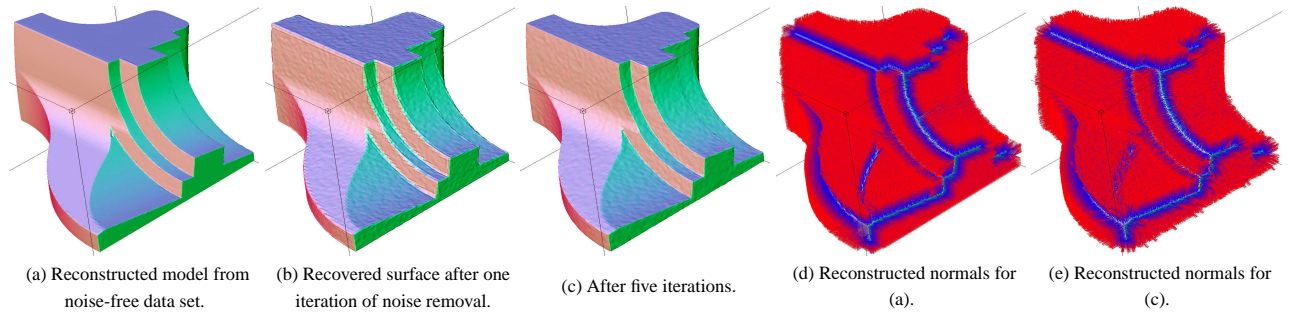 (a) Reconstructed model from
noise-free data set.
(b) Recovered surface after one
iteration of noise removal.
(c) After five iterations.
(d) Reconstructed normals for
(a).
(e) Reconstructed normals for
(c).